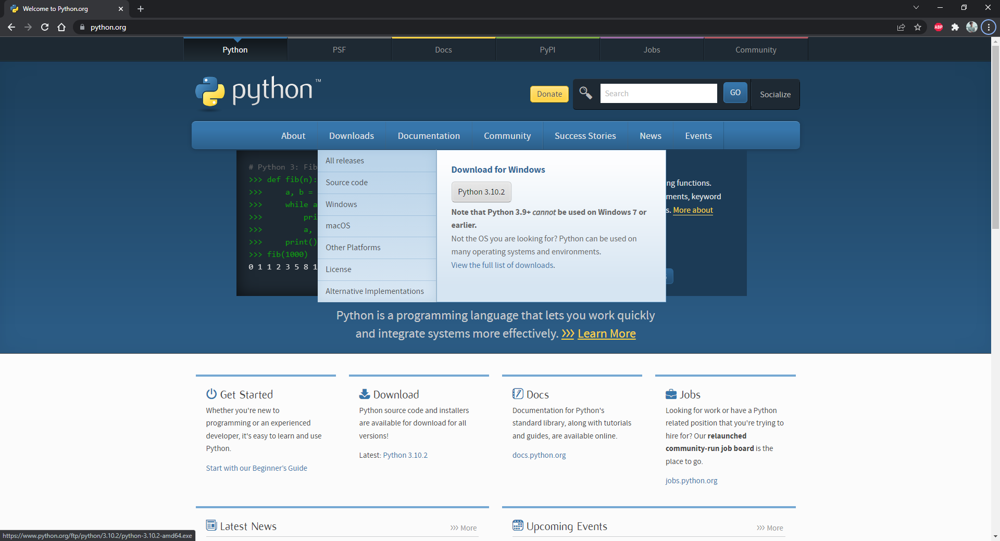 Welcome to Python.org
python.org
ABP
Python
PSF
Docs
PyPI
Jobs
Community
python™
Donate
Search
GO
Socialize
About
Downloads
Documentation
Community
Success Stories
News
Events
# Python 3: Fib
>>> def fib(n):
>>>     a, b =
>>>     while a
>>>         pri
>>>         a,
>>>     print()
>>> fib(1000)
0 1 1 2 3 5 8 1
All releases
Source code
Windows
macOS
Other Platforms
License
Alternative Implementations
Download for Windows
Python 3.10.2
Note that Python 3.9+ cannot be used on Windows 7 or
earlier.
Not the OS you are looking for? Python can be used on
many operating systems and environments.
View the full list of downloads.
ng functions.
ments, keyword
s. More about
Python is a programming language that lets you work quickly
and integrate systems more effectively. >>> Learn More
Get Started
Whether you're new to
programming or an experienced
developer, it's easy to learn and use
Python.
Start with our Beginner’s Guide
Download
Python source code and installers
are available for download for all
versions!
Latest: Python 3.10.2
Docs
Documentation for Python's
standard library, along with tutorials
and guides, are available online.
docs.python.org
Jobs
Looking for work or have a Python
related position that you're trying to
hire for? Our relaunched
community-run job board is the
place to go.
jobs.python.org
Latest News
>>> More
Upcoming Events
>>> More
https://www.python.org/ftp/python/3.10.2/python-3.10.2-amd64.exe